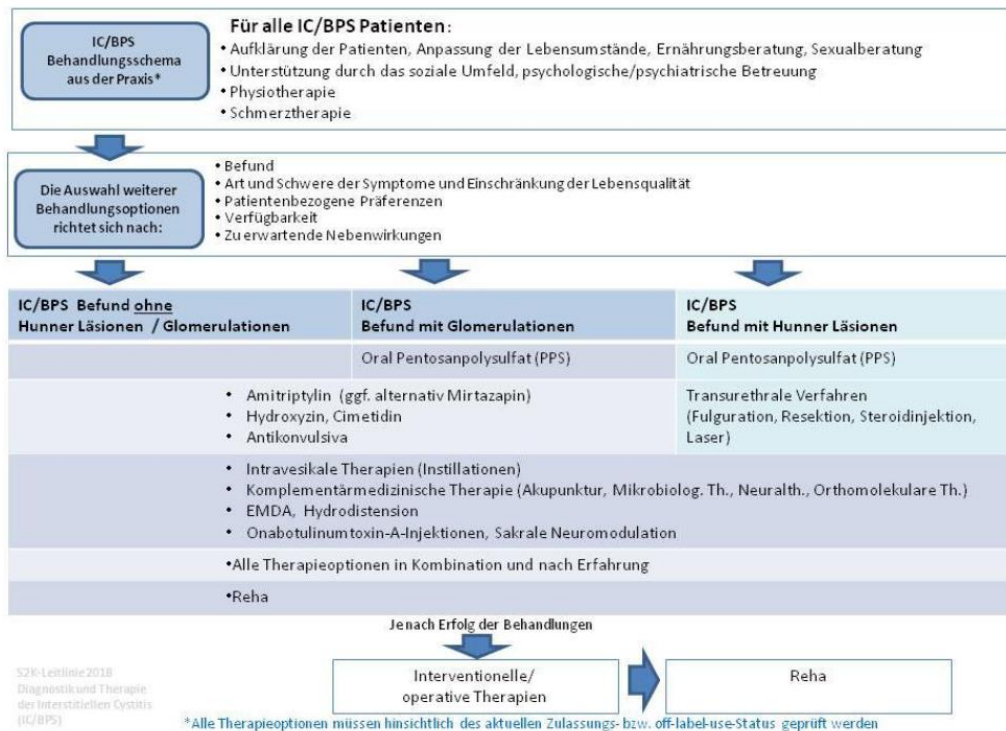 IC/BPS
Behandlungsschema
aus der Praxis*
Für alle IC/BPS Patienten:
• Aufklärung der Patienten, Anpassung der Lebensumstände, Ernährungsberatung, Sexualberatung
• Unterstützung durch das soziale Umfeld, psychologische/psychiatrische Betreuung
• Physiotherapie
• Schmerztherapie
Die Auswahl weiterer
Behandlungsoptionen
richtet sich nach:
• Befund
• Art und Schwere der Symptome und Einschränkung der Lebensqualität
• Patientenbezogene Präferenzen
• Verfügbarkeit
• Zu erwartende Nebenwirkungen
IC/BPS Befund ohne
Hunner Läsionen / Glomerulationen
IC/BPS
Befund mit Glomerulationen
IC/BPS
Befund mit Hunner Läsionen
Oral Pentosanpolysulfat (PPS)
Oral Pentosanpolysulfat (PPS)
• Amitriptylin (ggf. alternativ Mirtazapin)
• Hydroxyzin, Cimetidin
• Antikonvulsiva
Transurethrale Verfahren
(Fulguration, Resektion, Steroidinjektion,
Laser)
• Intravesikale Therapien (Instillationen)
• Komplementärmedizinische Therapie (Akupunktur, Mikrobiolog. Th., Neuralth., Orthomolekulare Th.)
• EMDA, Hydrodistension
• Onabotulinumtoxin-A-Injektionen, Sakrale Neuromodulation
•Alle Therapieoptionen in Kombination und nach Erfahrung
•Reha
Je nach Erfolg der Behandlungen
Interventionelle/
operative Therapien
Reha
S2K-Leitlinie 2018
Diagnostik und Therapie
der Interstitiellen Cystitis
(IC/BPS)
*Alle Therapieoptionen müssen hinsichtlich des aktuellen Zulassungs- bzw. off-label-use-Status geprüft werden